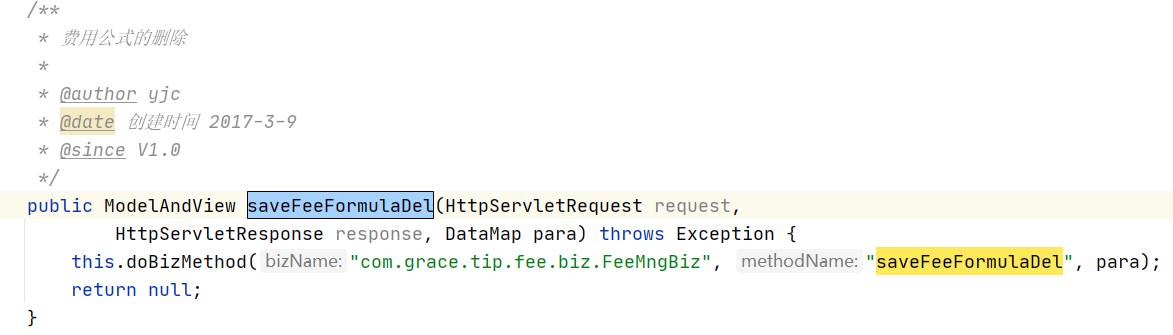 /**
 * 费用公式的删除
 *
 * @author yjc
 * @date 创建时间 2017-3-9
 * @since V1.0
 */
public ModelAndView saveFeeFormulaDel(HttpServletRequest request,
        HttpServletResponse response, DataMap para) throws Exception {
    this.doBizMethod( bizName: "com.grace.tip.fee.biz.FeeMngBiz", methodName: "saveFeeFormulaDel", para);
    return null;
}